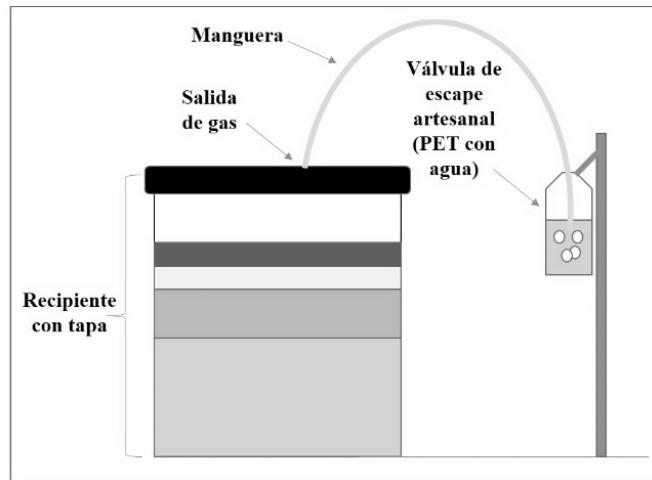 Manguera
Válvula de
escape
artesanal
(PET con
agua)
Salida
de gas
Recipiente
con tapa